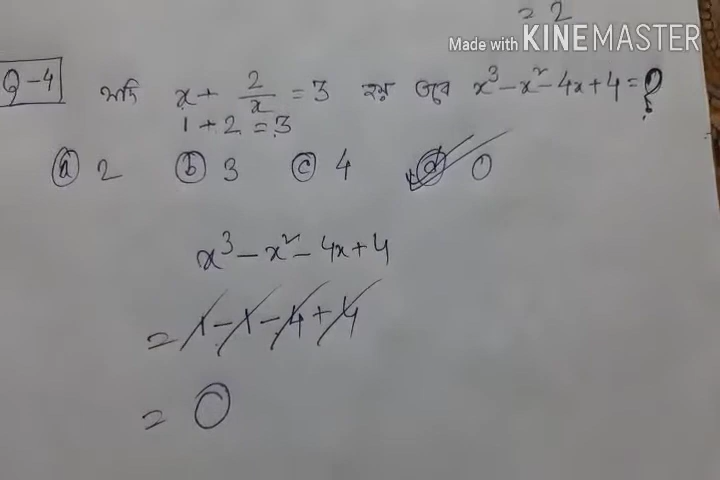 = 2
Made with KINEMASTER
Q-4 যদি x + 2/x = 3 হয় তবে x³ - x² - 4x + 4 = ?
1 + 2 = 3
(a) 2 (b) 3 (c) 4 (d) 0
x³ - x² - 4x + 4
= 1 - 1 - 4 + 4
= 0